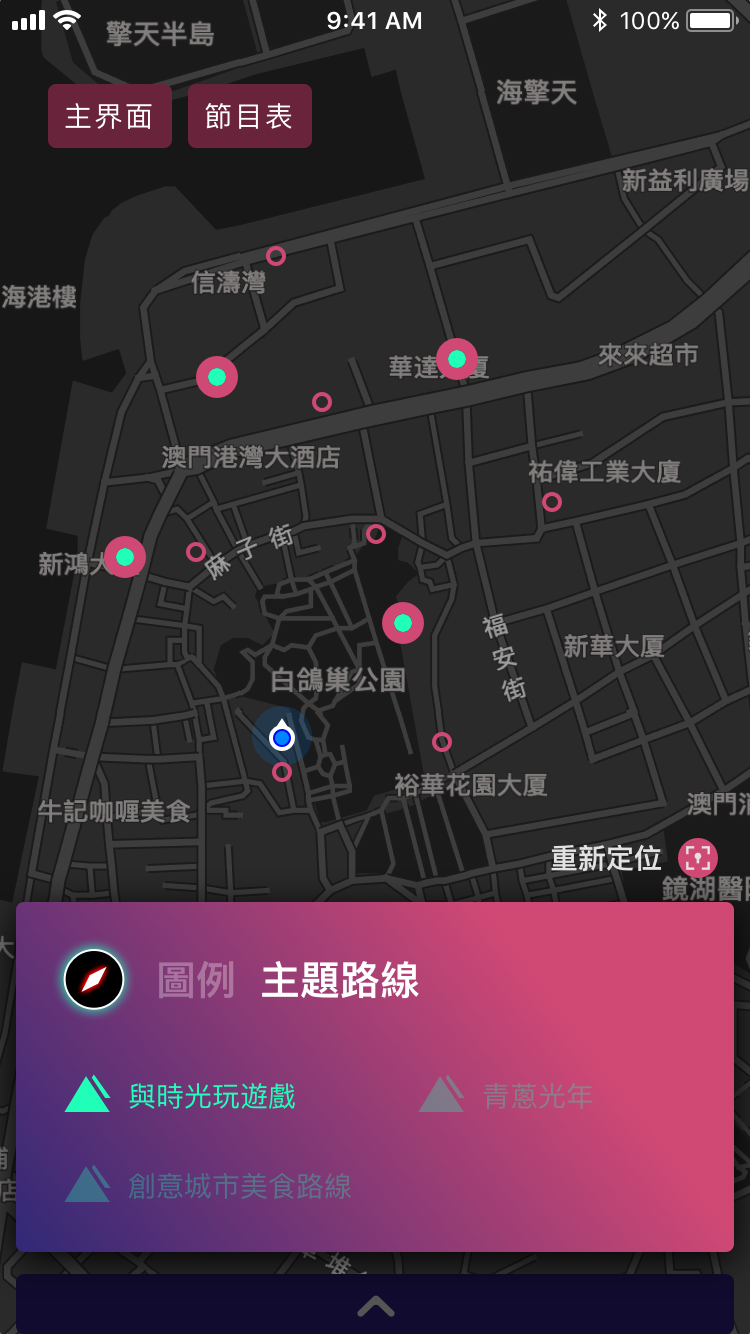 9:41 AM
100%
擎天半島
海擎天
主界面
節目表
新益利廣場
信濤灣
海港樓
華達
廈
來來超市
澳門港灣大酒店
祐偉工業大廈
麻子街
新鴻大
福安街
新華大厦
白鴿巢公園
裕華花園大厦
牛記咖喱美食
澳門
重新定位
鏡湖醫
大
圖例 主題路線
與時光玩遊戲
青蔥光年
創意城市美食路線
店